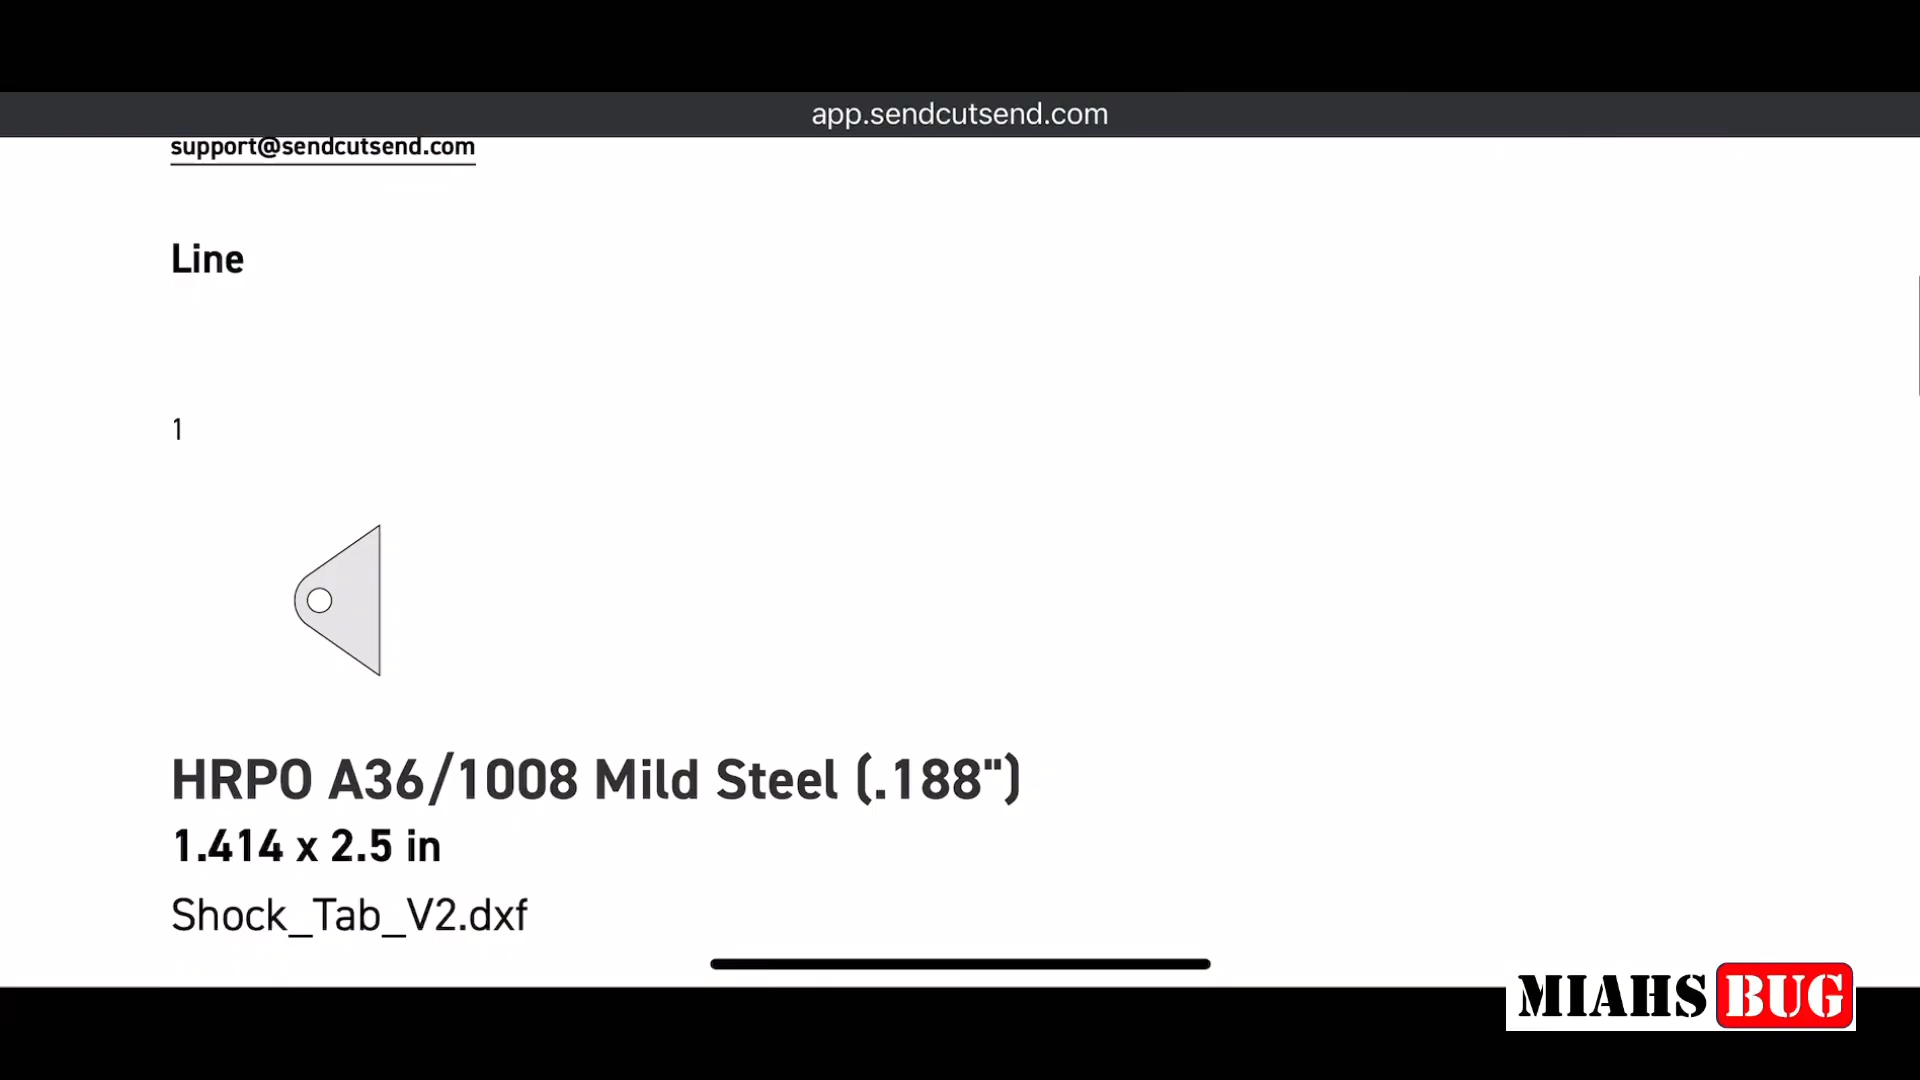 app.sendcutsend.com
support@sendcutsend.com
Line
1
HRPO A36/1008 Mild Steel (.188")
1.414 x 2.5 in
Shock_Tab_V2.dxf
MIAHS BUG